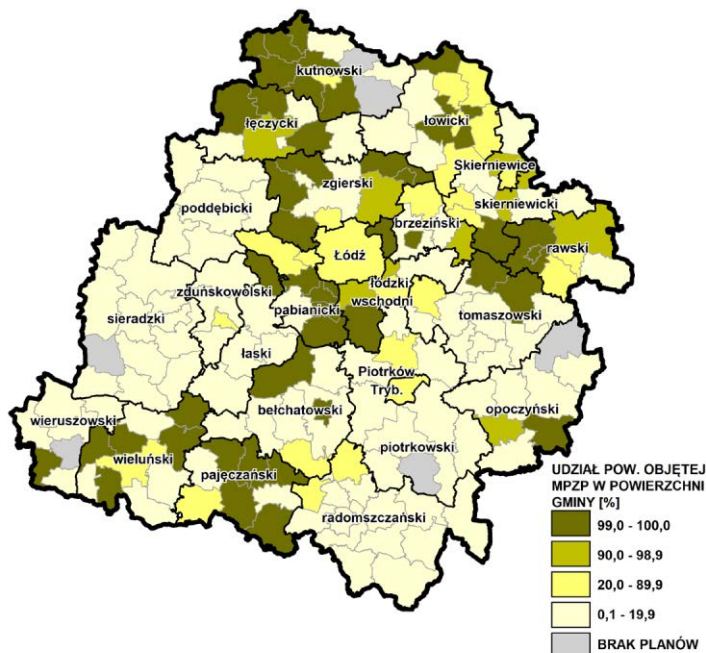 kutnowski
łęczycki
łowicki
Skierniewice
zgierski
skierniewicki
poddębicki
brzeziński
rawski
Łódź
zduńskowolski
łódzki
wschodni
sieradzki
pabianicki
tomaszowski
łaski
Piotrków
Tryb.
bełchatowski
opoczyński
wieruszowski
piotrkowski
wieluński
pajęczański
radomszczański
UDZIAŁ POW. OBJĘTEJ
MPZP W POWIERZCHNI
GMINY [%]
99,0 - 100,0
90,0 - 98,9
20,0 - 89,9
0,1 - 19,9
BRAK PLANÓW